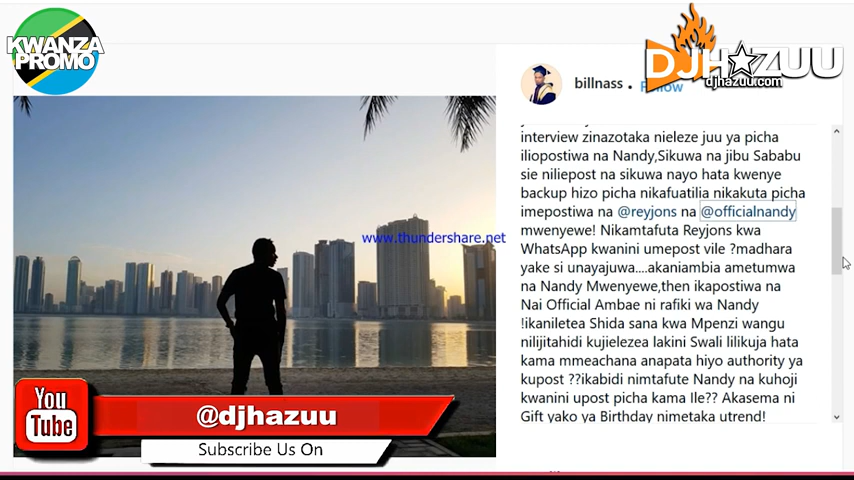 KWANZA
PROMO
DJHAZUU
djhazuu.com
billnass • Follow
interview zinazotaka nieleze juu ya picha
iliopostiwa na Nandy,Sikuwa na jibu Sababu
sie niliepost na sikuwa nayo hata kwenye
backup hizo picha nikafuatilia nikakuta picha
imepostiwa na @reyjons na @officialnandy
mwenyewe! Nikamtafuta Reyjons kwa
WhatsApp kwanini umepost vile ?madhara
yake si unayajuwa....akaniambia ametumwa
na Nandy Mwenyewe,then ikapostiwa na
Nai Official Ambae ni rafiki wa Nandy
!ikaniletea Shida sana kwa Mpenzi wangu
nilijitahidi kujielezea lakini Swali lilikuja hata
kama mmeachana anapata hiyo authority ya
kupost ??ikabidi nimtafute Nandy na kuhoji
kwanini upost picha kama Ile?? Akasema ni
Gift yako ya Birthday nimetaka utrend!
www.thundershare.net
You
Tube
@djhazuu
Subscribe Us On